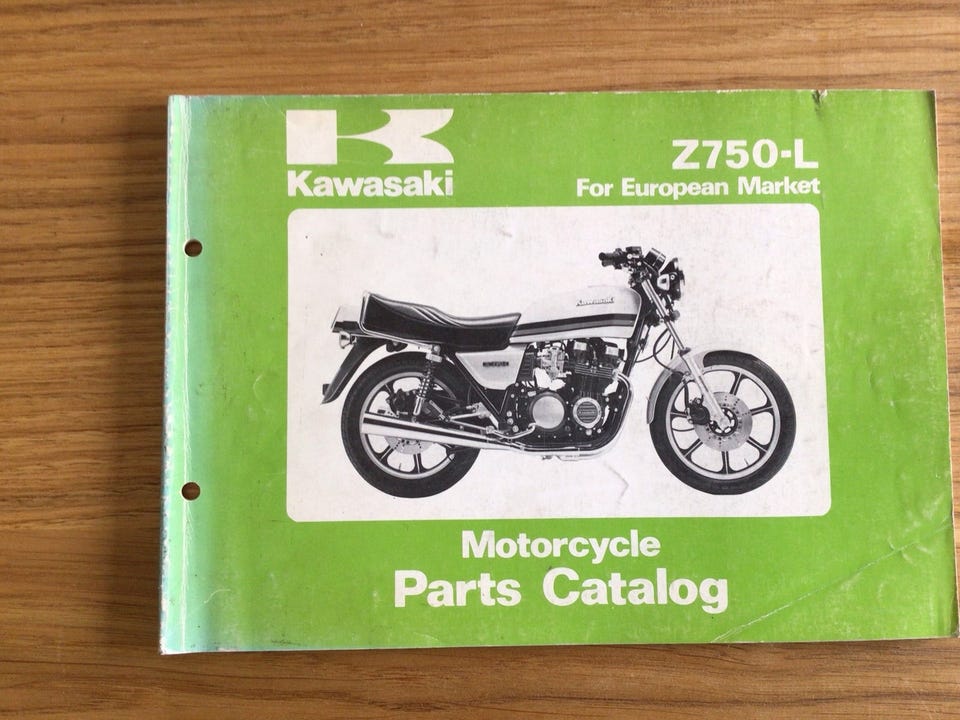 Kawasaki
Z750-L
For European Market
Kawasaki
Motorcycle
Parts Catalog